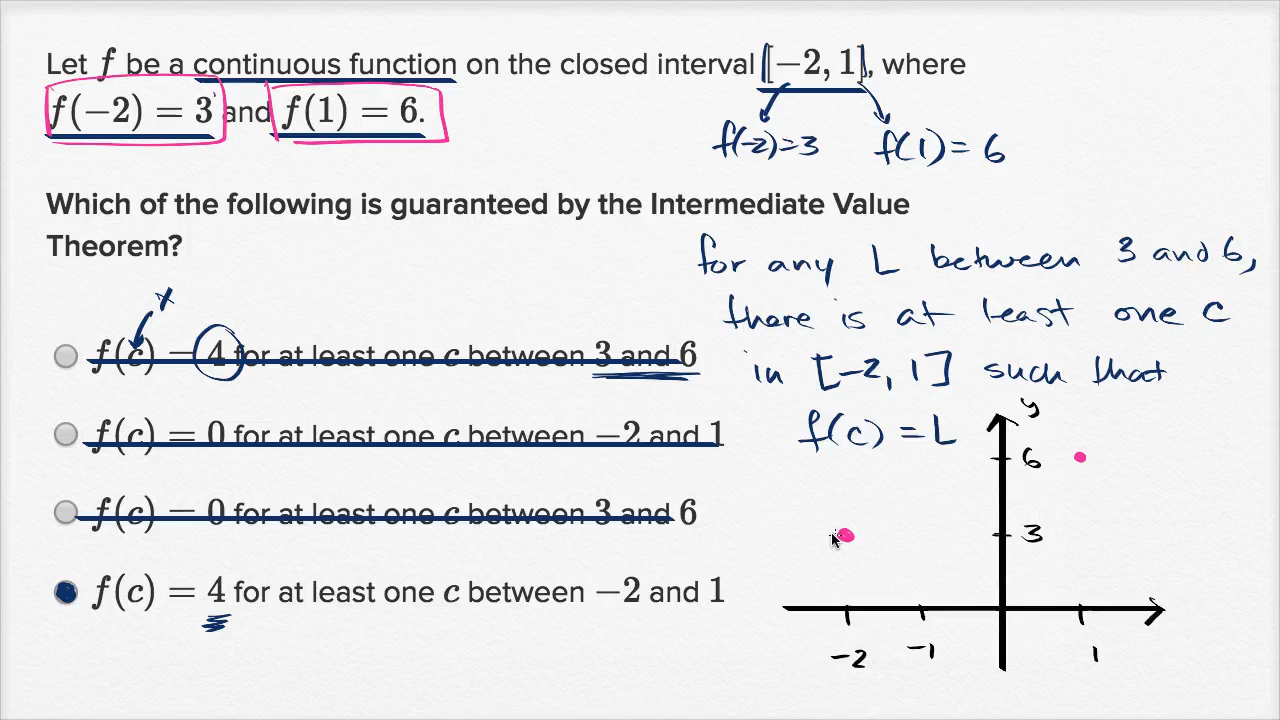 Let f be a continuous function on the closed interval [−2, 1], where
f(−2) = 3 and f(1) = 6.
f(-2)=3 f(1)= 6
Which of the following is guaranteed by the Intermediate Value
Theorem?
for any L between 3 and 6,
there is at least one c
in [-2, 1] such that
f(c) = L
x
f(c) = 4 for at least one c between 3 and 6
f(c) = 0 for at least one c between −2 and 1
f(c) = 0 for at least one c between 3 and 6
f(c) = 4 for at least one c between −2 and 1
y
6
3
-2 -1 1